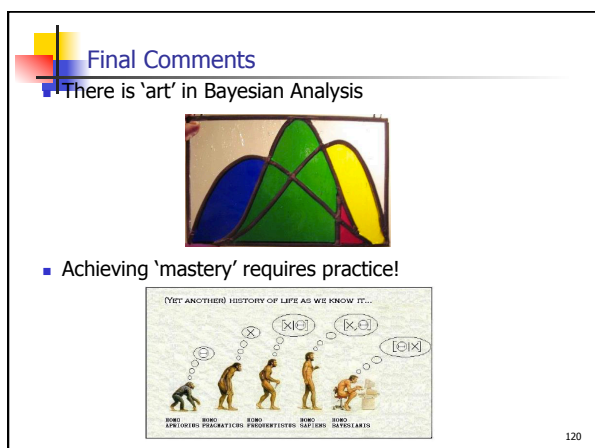 Final Comments
There is ‘art’ in Bayesian Analysis
Achieving ‘mastery’ requires practice!
(YET ANOTHER) HISTORY OF LIFE AS WE KNOW IT...
Θ
X
[X|Θ]
[X,Θ]
[Θ|X]
HOMO HOMO HOMO HOMO HOMO
APRIORIUS PRAGMATICUS FREQUENTISTUS SAPIENS BAYESIANIS
120